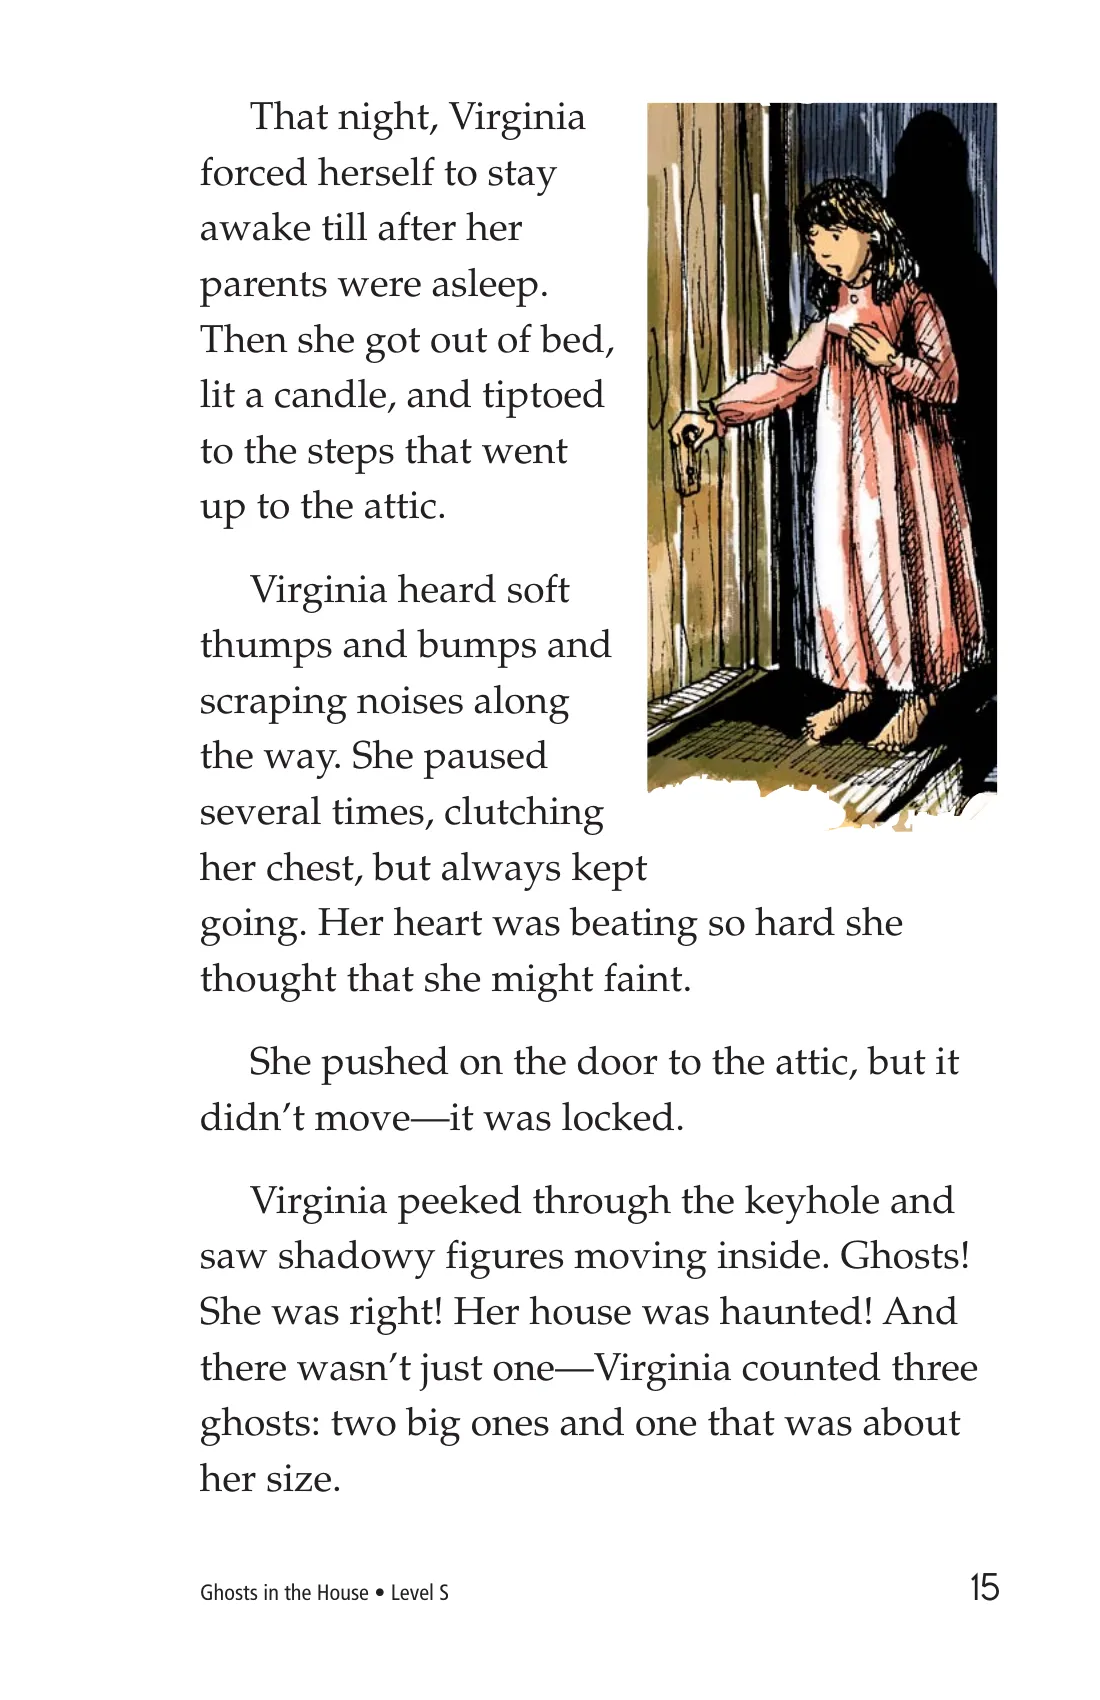 That night, Virginia
forced herself to stay
awake till after her
parents were asleep.
Then she got out of bed,
lit a candle, and tiptoed
to the steps that went
up to the attic.
Virginia heard soft
thumps and bumps and
scraping noises along
the way. She paused
several times, clutching
her chest, but always kept
going. Her heart was beating so hard she
thought that she might faint.
She pushed on the door to the attic, but it
didn’t move—it was locked.
Virginia peeked through the keyhole and
saw shadowy figures moving inside. Ghosts!
She was right! Her house was haunted! And
there wasn’t just one—Virginia counted three
ghosts: two big ones and one that was about
her size.
Ghosts in the House • Level S
15